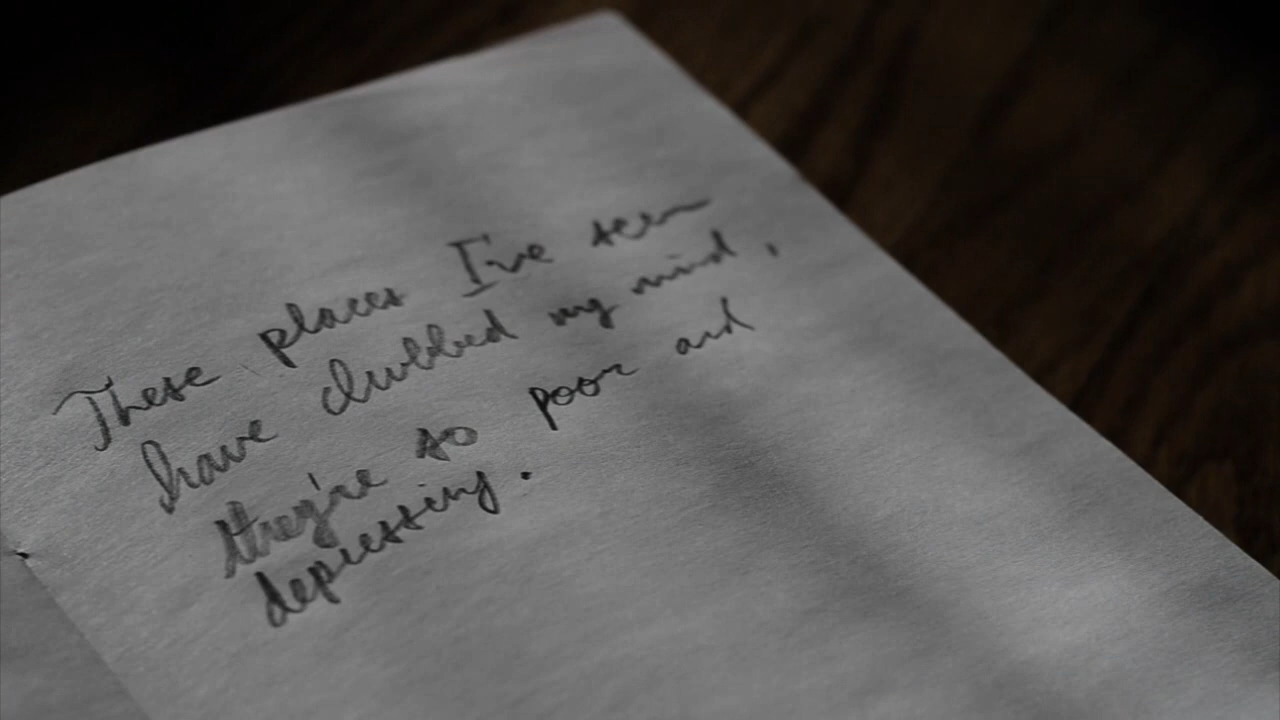 These places I've seen
have clubbed my mind,
they're so poor and
depressing.